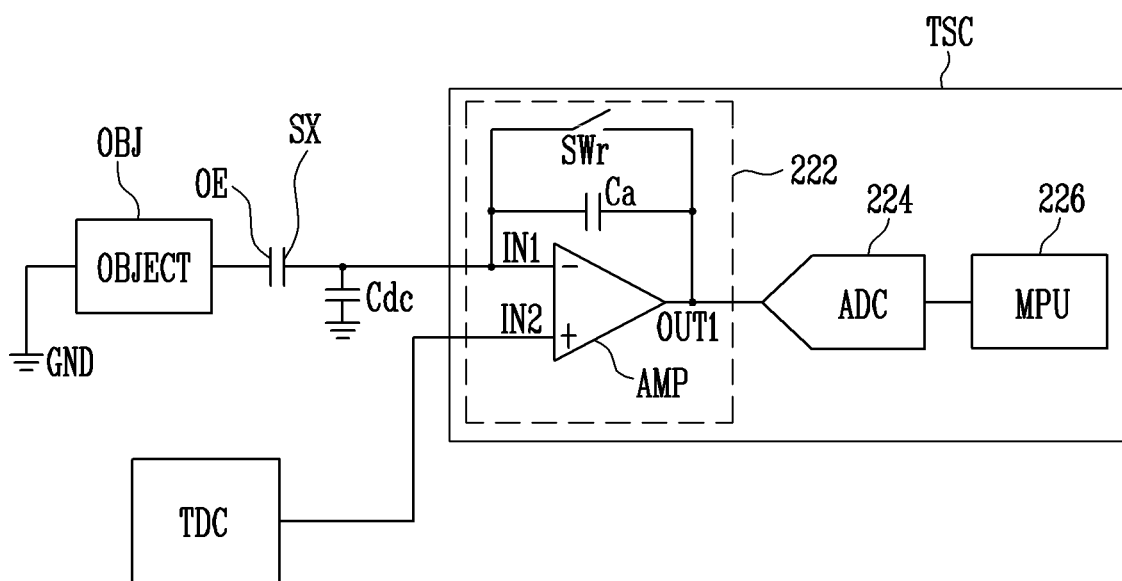 TSC
OBJ
SX
OE
SWr
222
Ca
224
226
OBJECT
IN1
−
ADC
MPU
Cdc
IN2
+
OUT1
GND
AMP
TDC